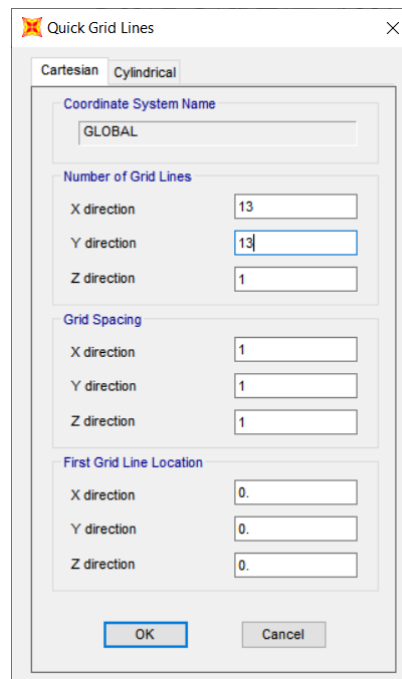 Quick Grid Lines
Cartesian Cylindrical
Coordinate System Name
GLOBAL
Number of Grid Lines
X direction 13
Y direction 13
Z direction 1
Grid Spacing
X direction 1
Y direction 1
Z direction 1
First Grid Line Location
X direction 0.
Y direction 0.
Z direction 0.
OK Cancel